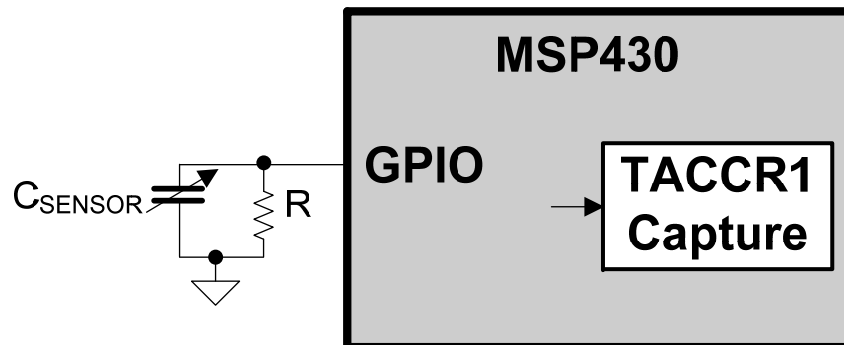 MSP430
GPIO
TACCR1
Capture
CSENSOR
R